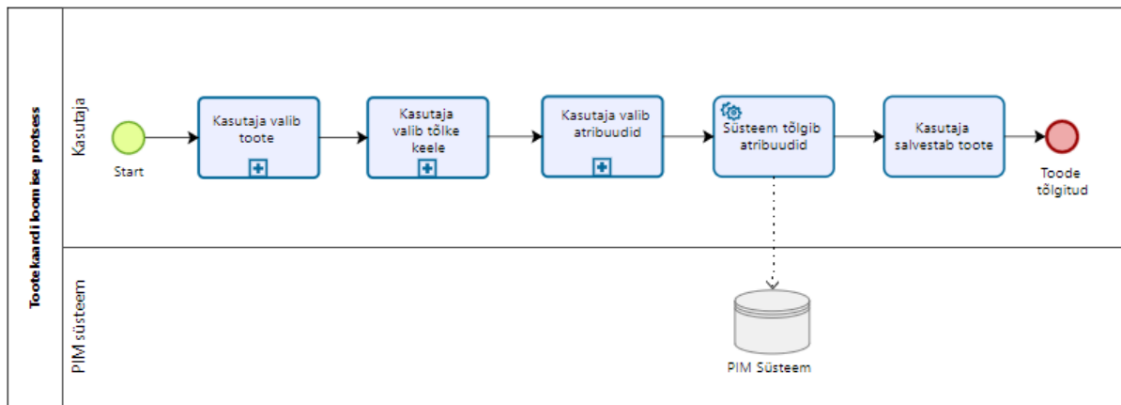 Tootekaardi loomise protsess
Kasutaja
Start
Kasutaja valib
toote
Kasutaja
valib tõlke
keele
Kasutaja valib
atribuudid
Süsteem tõlgib
atribuudid
Kasutaja
salvestab toote
Toode
tõlgitud
PIM süsteem
PIM Süsteem